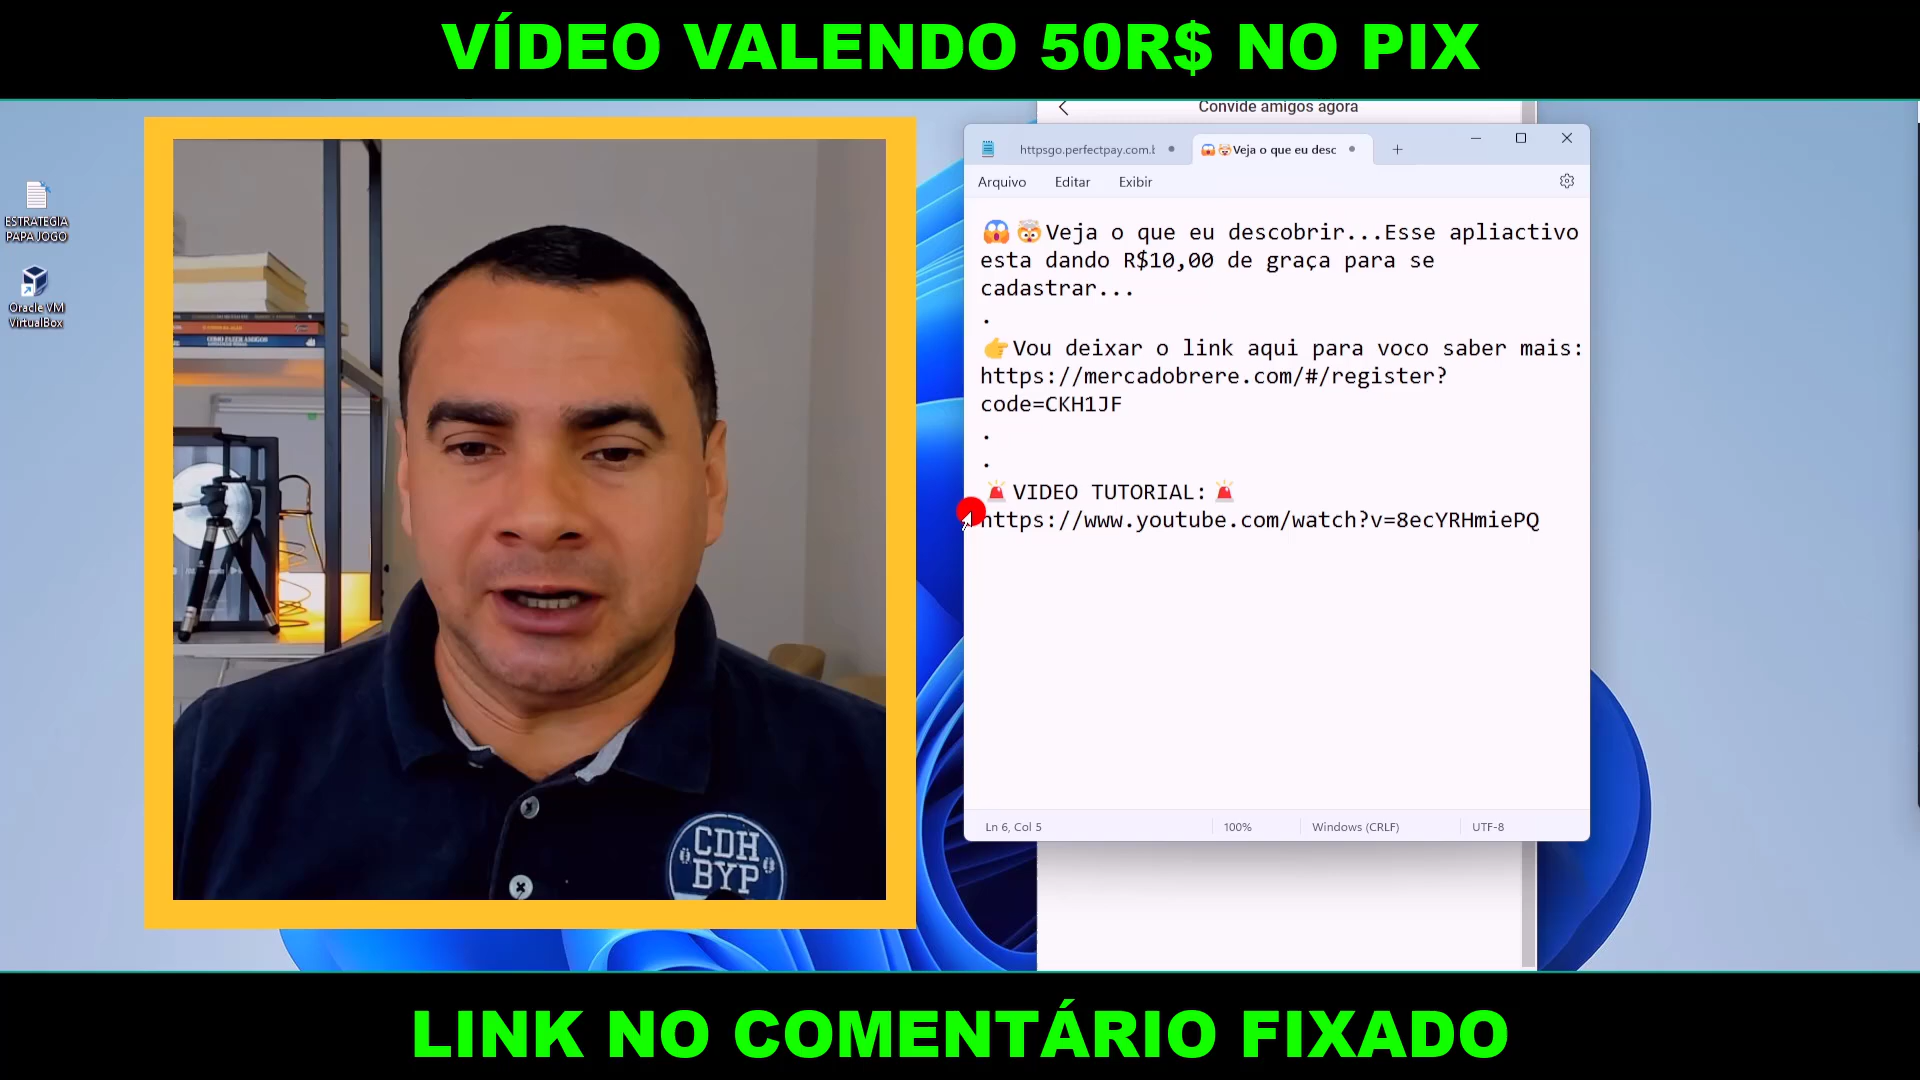 VÍDEO VALENDO 50R$ NO PIX
Convide amigos agora
httpsgo.perfectpay.com.b
😱🤯Veja o que eu desc
Arquivo Editar Exibir
ESTRATEGIA
PAPA JOGO
Oracle VM
VirtualBox
😱🤯Veja o que eu descobrir...Esse apliactivo
esta dando R$10,00 de graça para se
cadastrar...
.
👉Vou deixar o link aqui para voco saber mais:
https://mercadobrere.com/#/register?
code=CKH1JF
.
.
🚨VIDEO TUTORIAL:🚨
https://www.youtube.com/watch?v=8ecYRHmiePQ
COMO FAZER AMIGOS
CDH
BYP
Ln 6, Col 5
100%
Windows (CRLF)
UTF-8
LINK NO COMENTÁRIO FIXADO